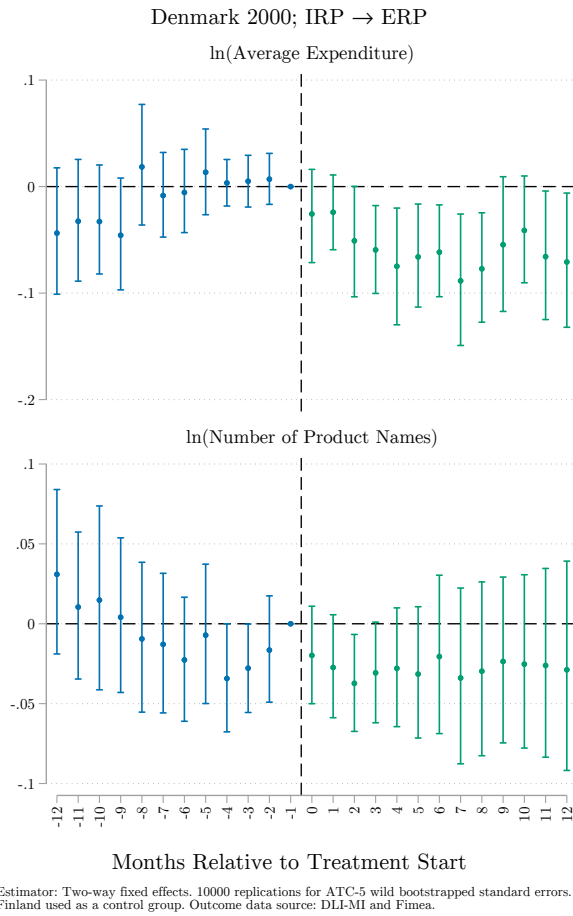 Denmark 2000; IRP → ERP
ln(Average Expenditure)
.1
0
-.1
-.2
ln(Number of Product Names)
.1
.05
0
-.05
-.1
-12 -11 -10 -9 -8 -7 -6 -5 -4 -3 -2 -1 0 1 2 3 4 5 6 7 8 9 10 11 12
Months Relative to Treatment Start
Estimator: Two-way fixed effects. 10000 replications for ATC-5 wild bootstrapped standard errors.
Finland used as a control group. Outcome data source: DLI-MI and Fimea.